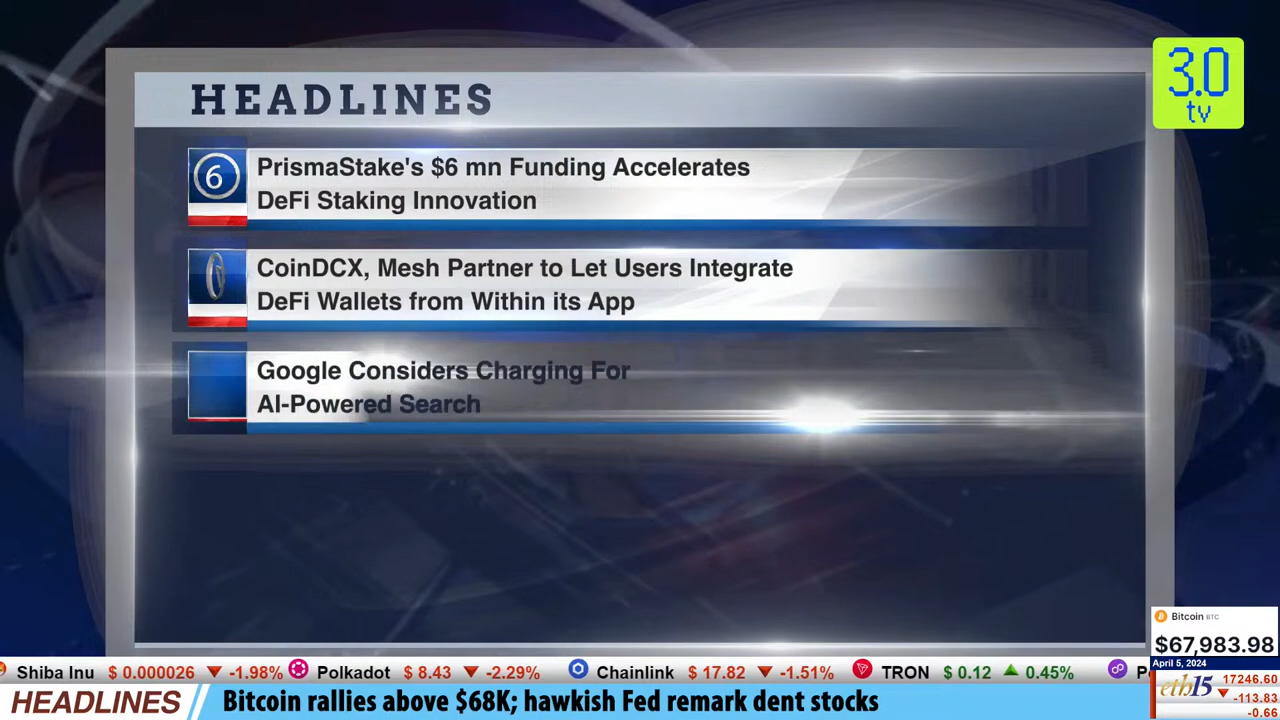 3.0
tv
HEADLINES
6
PrismaStake's $6 mn Funding Accelerates
DeFi Staking Innovation
CoinDCX, Mesh Partner to Let Users Integrate
DeFi Wallets from Within its App
Google Considers Charging For
AI-Powered Search
Bitcoin BTC
$67,983.98
April 5, 2024
Shiba Inu $ 0.000026 -1.98% Polkadot $ 8.43 -2.29% Chainlink $ 17.82 -1.51% TRON $ 0.12 0.45%
eth15 17246.60
-113.83
-0.66
HEADLINES Bitcoin rallies above $68K; hawkish Fed remark dent stocks